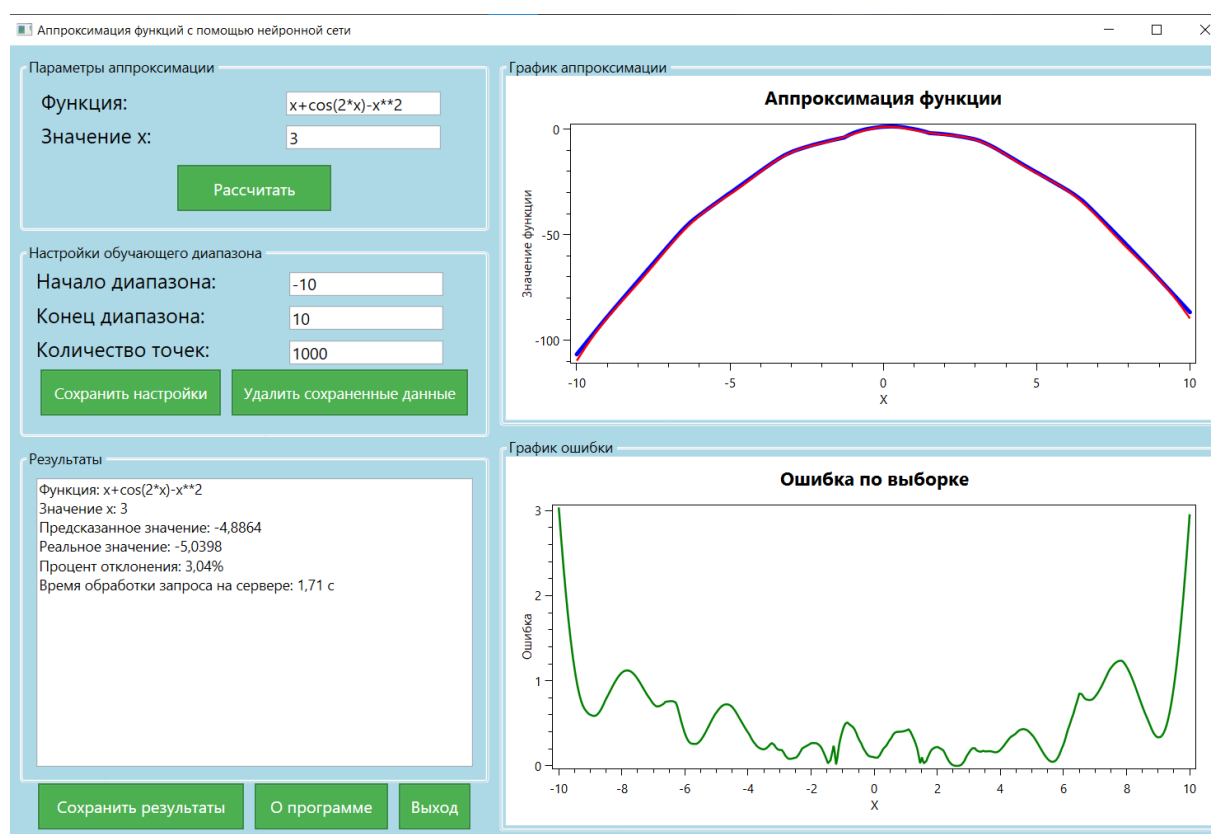 Аппроксимация функций с помощью нейронной сети
Параметры аппроксимации
Функция:
x+cos(2*x)-x**2
Значение x:
3
Рассчитать
Настройки обучающего диапазона
Начало диапазона:
-10
Конец диапазона:
10
Количество точек:
1000
Сохранить настройки
Удалить сохраненные данные
Результаты
Функция: x+cos(2*x)-x**2
Значение x: 3
Предсказанное значение: -4,8864
Реальное значение: -5,0398
Процент отклонения: 3,04%
Время обработки запроса на сервере: 1,71 с
Сохранить результаты
О программе
Выход
График аппроксимации
Аппроксимация функции
Значение функции
0
-50
-100
-10 -5 0 5 10
X
График ошибки
Ошибка по выборке
Ошибка
3
2
1
0
-10 -8 -6 -4 -2 0 2 4 6 8 10
X